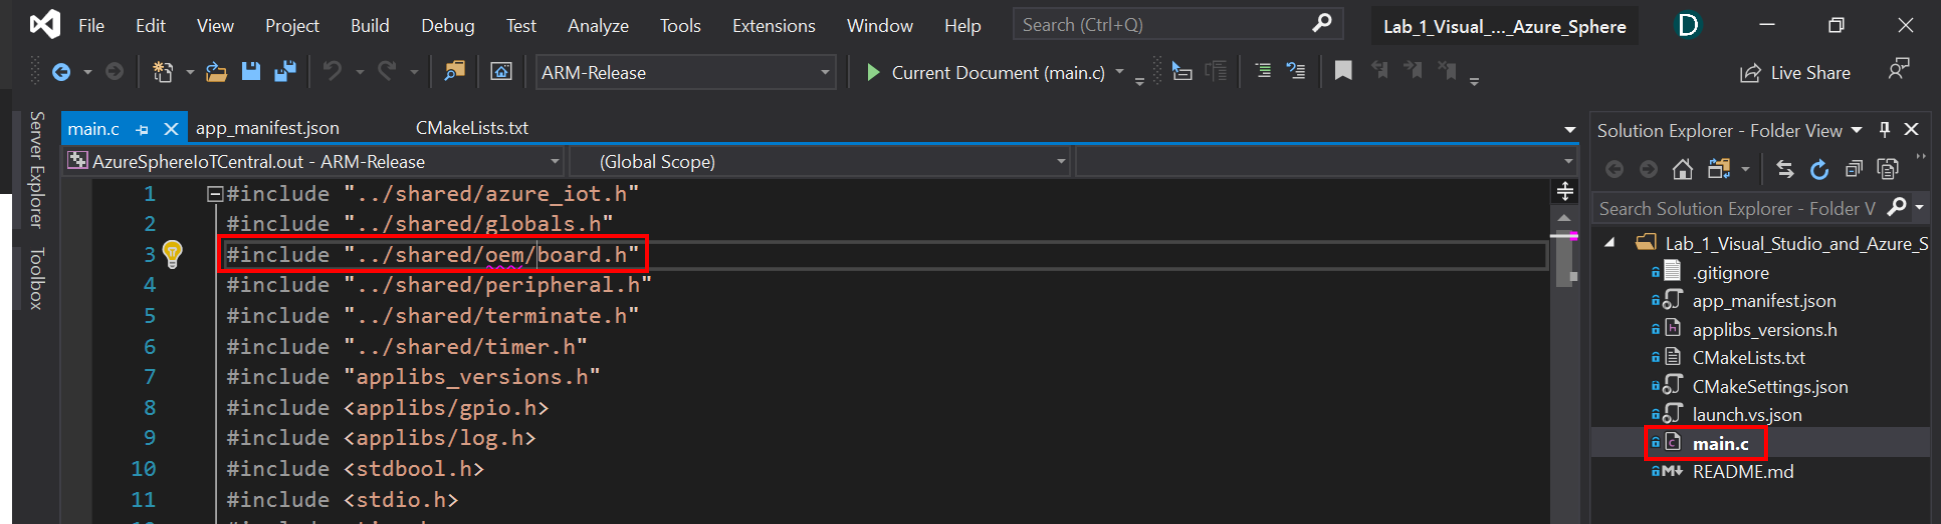 File Edit View Project Build Debug Test Analyze Tools Extensions Window Help Search (Ctrl+Q) Lab_1_Visual_..._Azure_Sphere D
ARM-Release Current Document (main.c) Live Share
Server Explorer
Toolbox
main.c app_manifest.json CMakeLists.txt
AzureSphereIoTCentral.out - ARM-Release (Global Scope)
1 #include "../shared/azure_iot.h"
2 #include "../shared/globals.h"
3 #include "../shared/oem/board.h"
4 #include "../shared/peripheral.h"
5 #include "../shared/terminate.h"
6 #include "../shared/timer.h"
7 #include "applibs_versions.h"
8 #include <applibs/gpio.h>
9 #include <applibs/log.h>
10 #include <stdbool.h>
11 #include <stdio.h>
Solution Explorer - Folder View
Search Solution Explorer - Folder V
Lab_1_Visual_Studio_and_Azure_S
.gitignore
app_manifest.json
applibs_versions.h
CMakeLists.txt
CMakeSettings.json
launch.vs.json
main.c
README.md